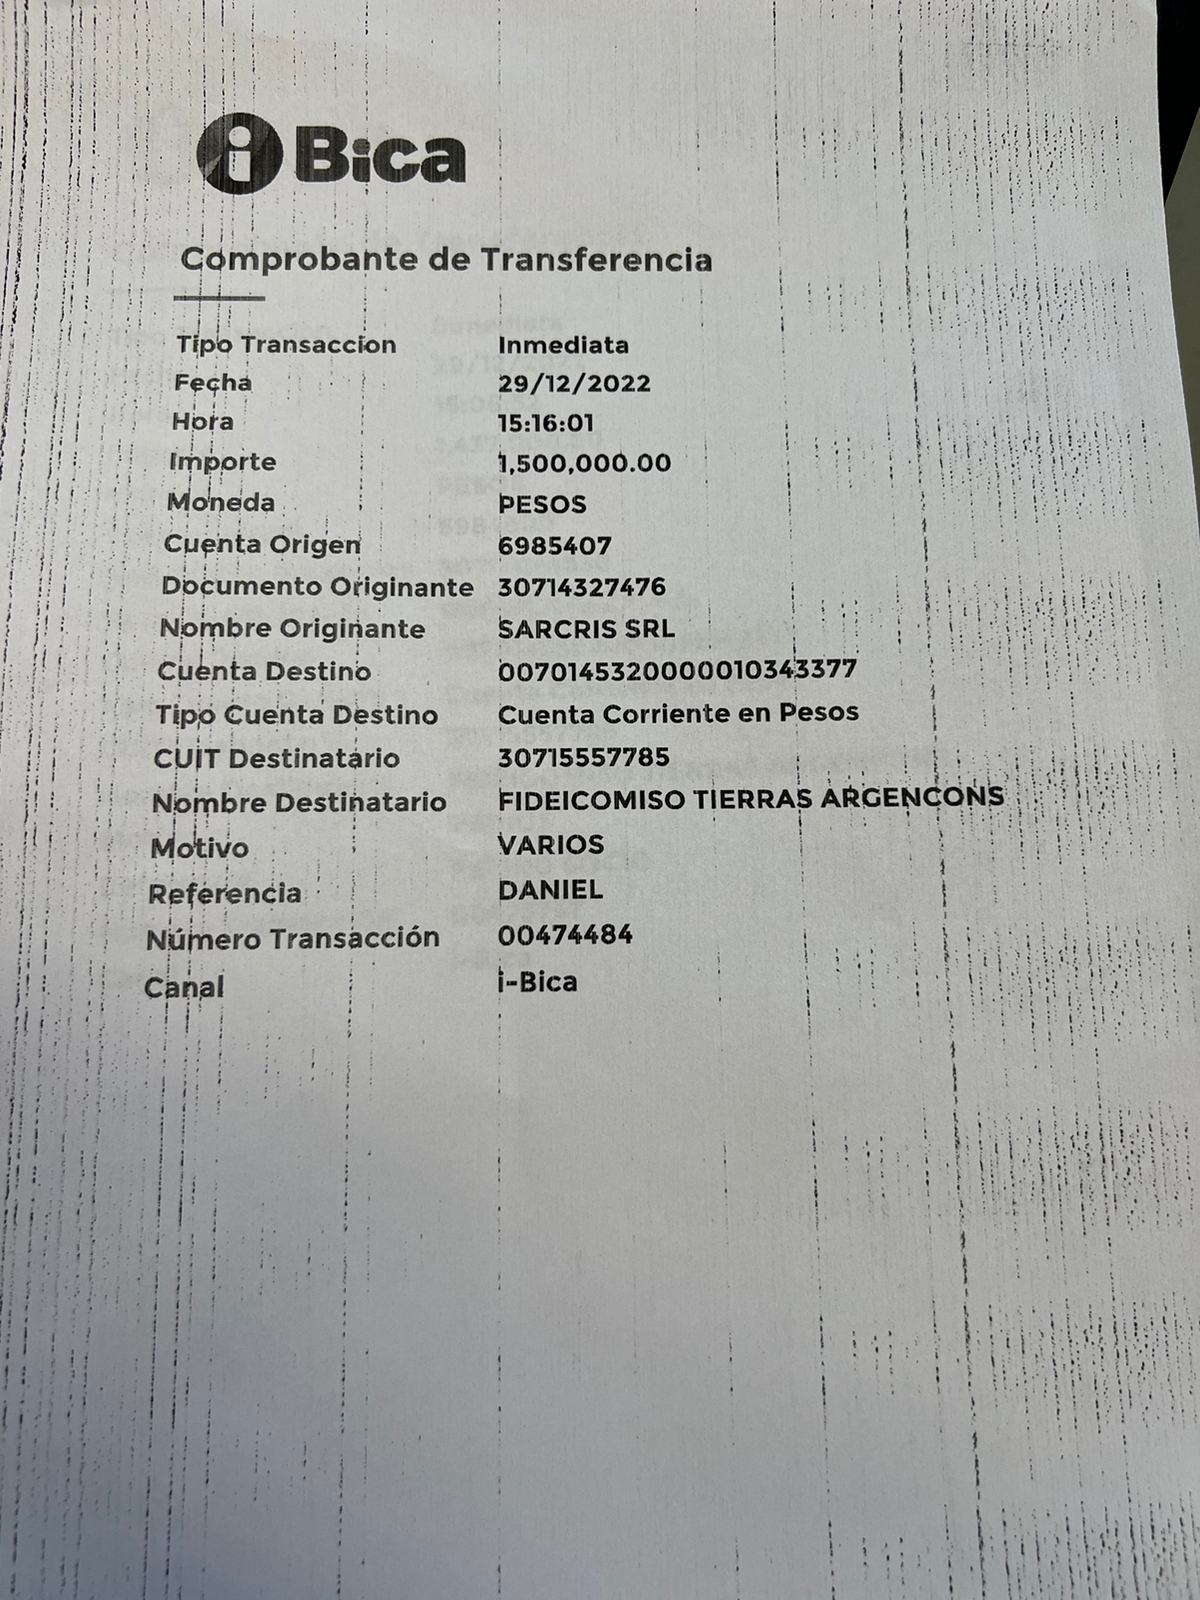 i Bica
Comprobante de Transferencia
Tipo Transaccion Inmediata
Fecha 29/12/2022
Hora 15:16:01
Importe 1,500,000.00
Moneda PESOS
Cuenta Origen 6985407
Documento Originante 30714327476
Nombre Originante SARCRIS SRL
Cuenta Destino 0070145320000010343377
Tipo Cuenta Destino Cuenta Corriente en Pesos
CUIT Destinatario 30715557785
Nombre Destinatario FIDEICOMISO TIERRAS ARGENCONS
Motivo VARIOS
Referencia DANIEL
Número Transacción 00474484
Canal i-Bica